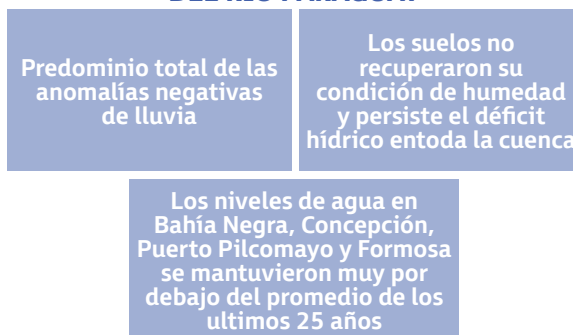 Predominio total de las
anomalías negativas
de lluvia
Los suelos no
recuperaron su
condición de humedad
y persiste el déficit
hídrico entoda la cuenca
Los niveles de agua en
Bahía Negra, Concepción,
Puerto Pilcomayo y Formosa
se mantuvieron muy por
debajo del promedio de los
ultimos 25 años